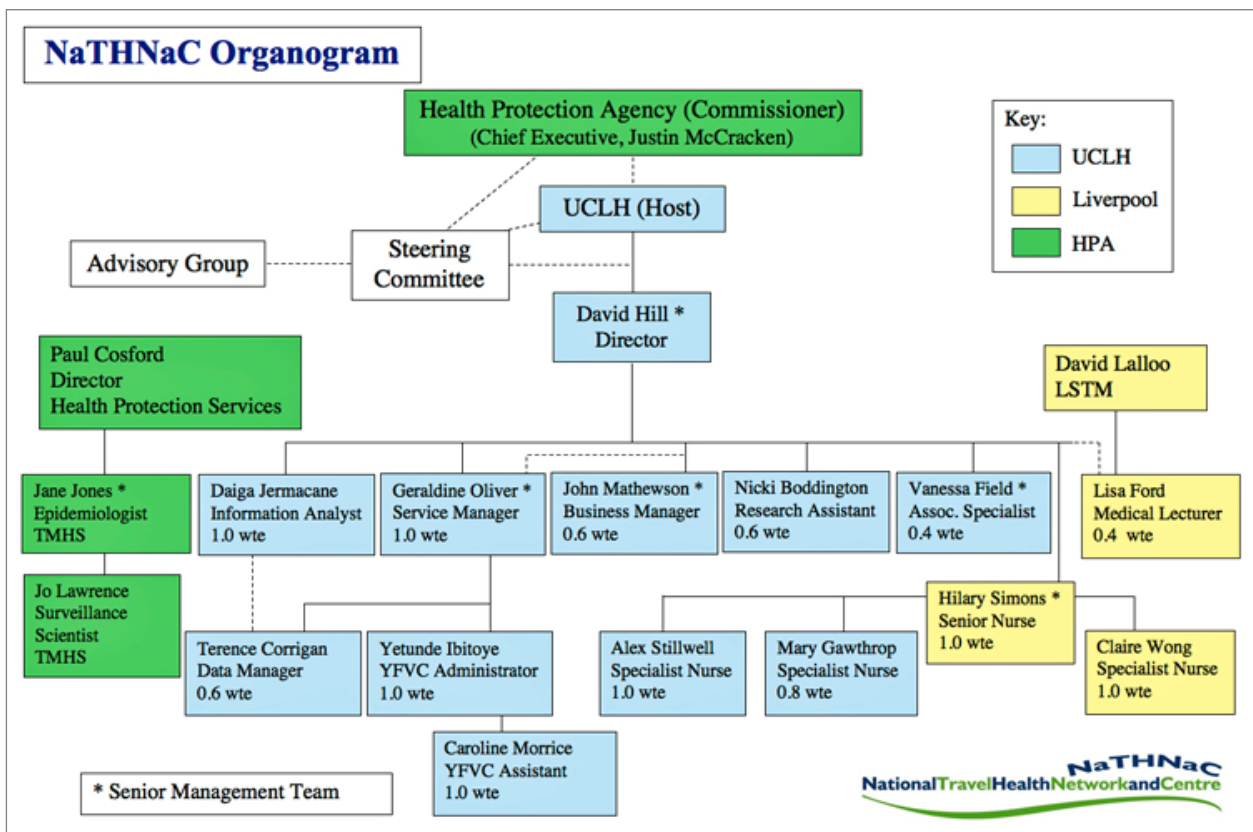 NaTHNaC Organogram
Health Protection Agency (Commissioner)
(Chief Executive, Justin McCracken)
Key:
UCLH
Liverpool
HPA
UCLH (Host)
Advisory Group
Steering
Committee
David Hill *
Director
Paul Cosford
Director
Health Protection Services
David Lalloo
LSTM
Jane Jones *
Epidemiologist
TMHS
Daiga Jermacane
Information Analyst
1.0 wte
Geraldine Oliver *
Service Manager
1.0 wte
John Mathewson *
Business Manager
0.6 wte
Nicki Boddington
Research Assistant
0.6 wte
Vanessa Field *
Assoc. Specialist
0.4 wte
Lisa Ford
Medical Lecturer
0.4 wte
Jo Lawrence
Surveillance
Scientist
TMHS
Terence Corrigan
Data Manager
0.6 wte
Yetunde Ibitoye
YFVC Administrator
1.0 wte
Alex Stillwell
Specialist Nurse
1.0 wte
Mary Gawthrop
Specialist Nurse
0.8 wte
Hilary Simons *
Senior Nurse
1.0 wte
Claire Wong
Specialist Nurse
1.0 wte
Caroline Morrice
YFVC Assistant
1.0 wte
* Senior Management Team
NaTHNaC
NationalTravelHealthNetworkandCentre